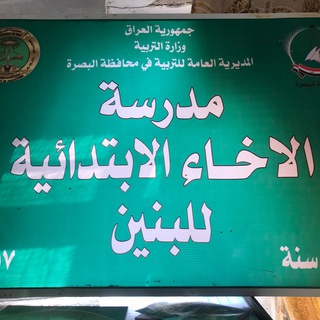 جمهورية العراق
وزارة التربية
المديرية العامة للتربية في محافظة البصرة
مدرسة
الاخاء الابتدائية
للبنين
سنة